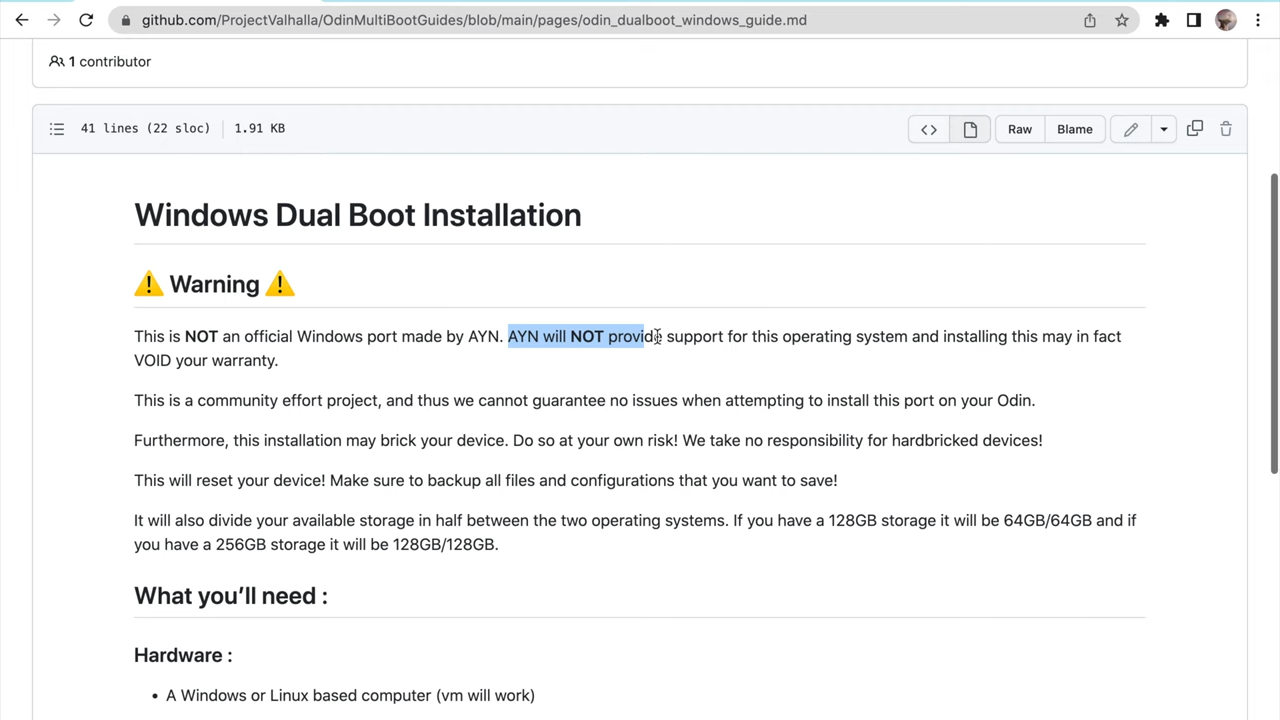 github.com/ProjectValhalla/OdinMultiBootGuides/blob/main/pages/odin_dualboot_windows_guide.md
1 contributor
41 lines (22 sloc) 1.91 KB
Raw Blame
Windows Dual Boot Installation
⚠️ Warning ⚠️
This is NOT an official Windows port made by AYN. AYN will NOT provide support for this operating system and installing this may in fact
VOID your warranty.
This is a community effort project, and thus we cannot guarantee no issues when attempting to install this port on your Odin.
Furthermore, this installation may brick your device. Do so at your own risk! We take no responsibility for hardbricked devices!
This will reset your device! Make sure to backup all files and configurations that you want to save!
It will also divide your available storage in half between the two operating systems. If you have a 128GB storage it will be 64GB/64GB and if
you have a 256GB storage it will be 128GB/128GB.
What you’ll need :
Hardware :
• A Windows or Linux based computer (vm will work)